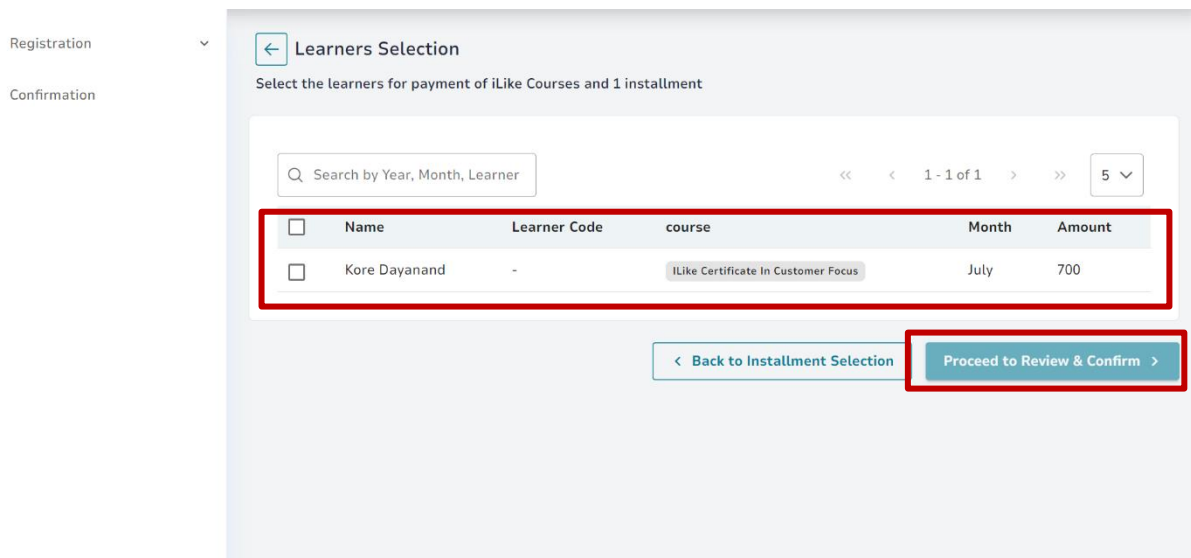 Registration
Confirmation
Learners Selection
Select the learners for payment of iLike Courses and 1 installment
Search by Year, Month, Learner
<< < 1 - 1 of 1 > >> 5
Name Learner Code course Month Amount
Kore Dayanand - ILike Certificate In Customer Focus July 700
< Back to Installment Selection Proceed to Review & Confirm >